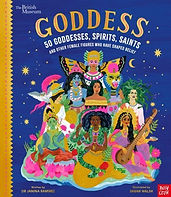 The British Museum
GODDESS
50 GODDESSES, SPIRITS, SAINTS
AND OTHER FEMALE FIGURES WHO HAVE SHAPED BELIEF
Written by
DR JANINA RAMIREZ
Illustrated by
SARAH WALSH
nosy crow